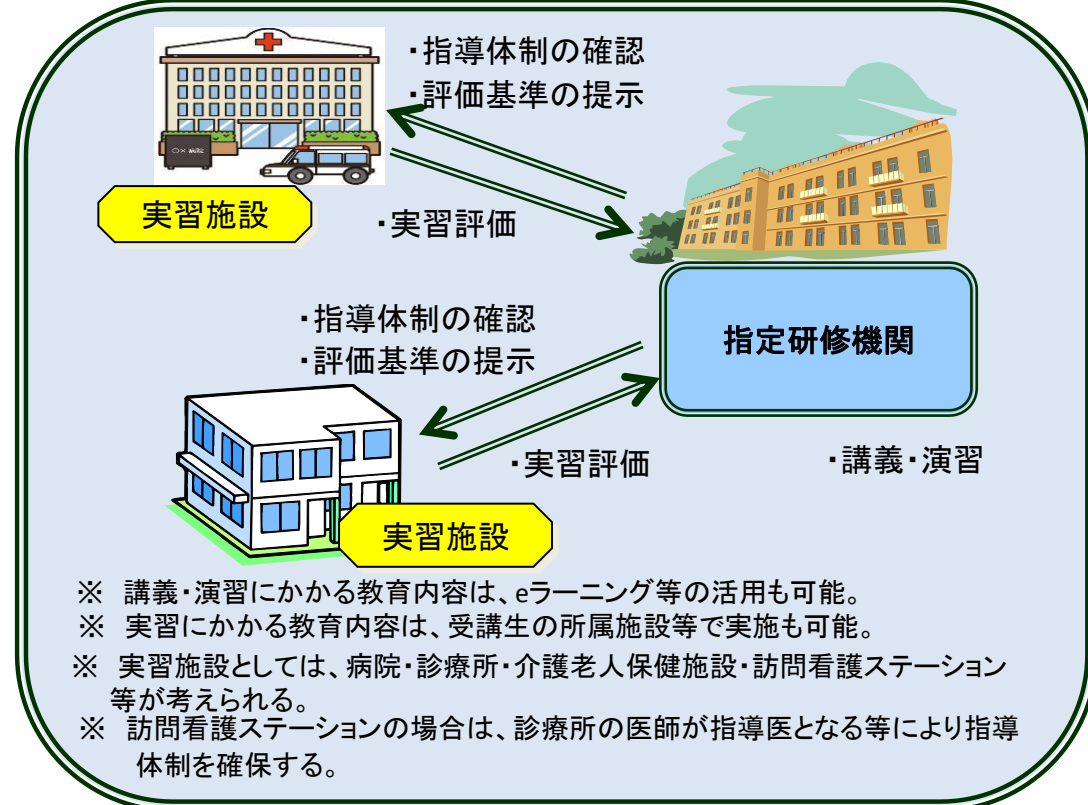 ・指導体制の確認
・評価基準の提示
○×病院
実習施設
・実習評価
指定研修機関
・指導体制の確認
・評価基準の提示
・実習評価
・講義・演習
実習施設
※ 講義・演習にかかる教育内容は、eラーニング等の活用も可能。
※ 実習にかかる教育内容は、受講生の所属施設等で実施も可能。
※ 実習施設としては、病院・診療所・介護老人保健施設・訪問看護ステーション
等が考えられる。
※ 訪問看護ステーションの場合は、診療所の医師が指導医となる等により指導
体制を確保する。